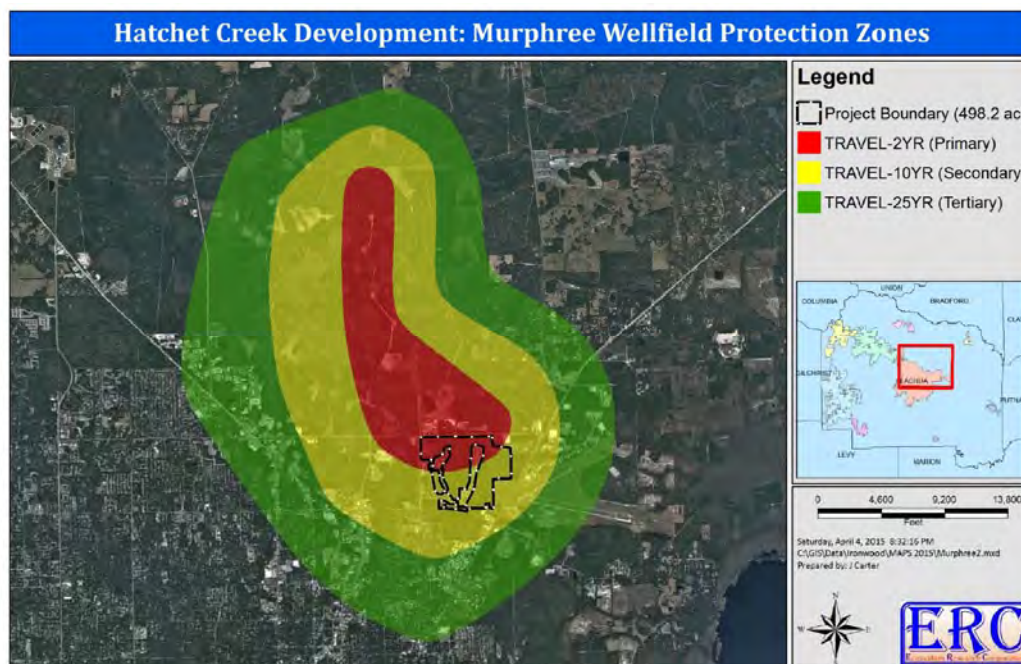 Hatchet Creek Development: Murphree Wellfield Protection Zones
Legend
Project Boundary (498.2 ac
TRAVEL-2YR (Primary)
TRAVEL-10YR (Secondary
TRAVEL-25YR (Tertiary)
COLUMBIA
UNION
BRADFORD
CLA
GILCHRIST
ALACHUA
PUTNA
LEVY
MARION
0 4,600 9,200 13,800
Feet
Saturday, April 4, 2015 8:32:16 PM
C:\GIS\Data\Ironwood\MAPS 2015\Murphree2.mxd
Prepared by: J Carter
N
W E
S
ERC